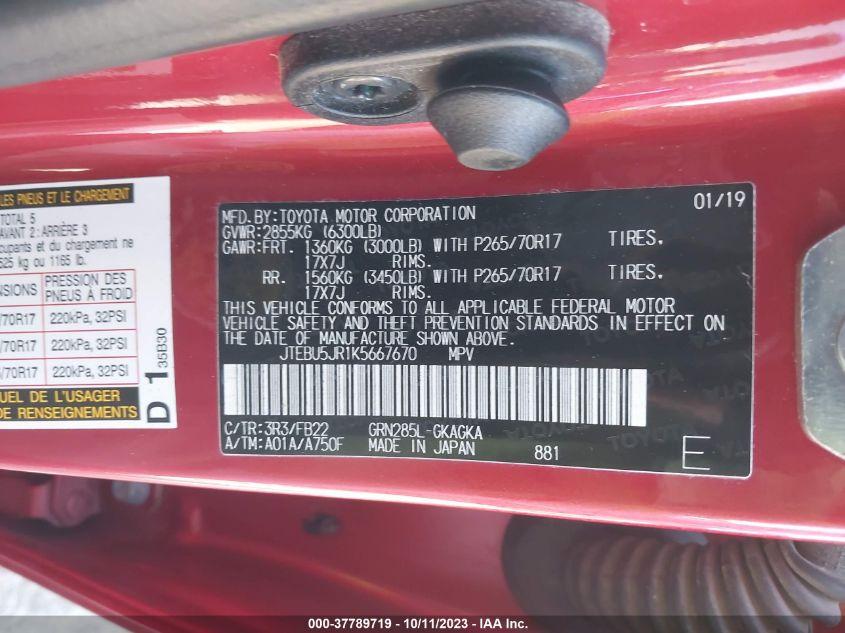 LES PNEUS ET LE CHARGEMENT
TOTAL 5
AVANT 2: ARRIÈRE 3
cupants et du chargement ne
525 kg ou 1165 lb.
NSIONS PRESSION DES PNEUS À FROID
/70R17 220kPa, 32PSI
/70R17 220kPa, 32PSI
/70R17 220kPa, 32PSI
UEL DE L'USAGER
DE RENSEIGNEMENTS
D 1 35B30
01/19
MFD. BY: TOYOTA MOTOR CORPORATION
GVWR: 2855KG (6300LB)
GAWR: FRT. 1360KG (3000LB) WITH P265/70R17 TIRES,
17X7J RIMS.
RR. 1560KG (3450LB) WITH P265/70R17 TIRES,
17X7J RIMS.
THIS VEHICLE CONFORMS TO ALL APPLICABLE FEDERAL MOTOR
VEHICLE SAFETY AND THEFT PREVENTION STANDARDS IN EFFECT ON
THE DATE OF MANUFACTURE SHOWN ABOVE.
JTEBU5JR1K5667670 MPV
C/TR: 3R3/FB22 GRN285L-GKAGKA
A/TM: A01A/A750F MADE IN JAPAN 881
E
000-37789719 - 10/11/2023 - IAA Inc.